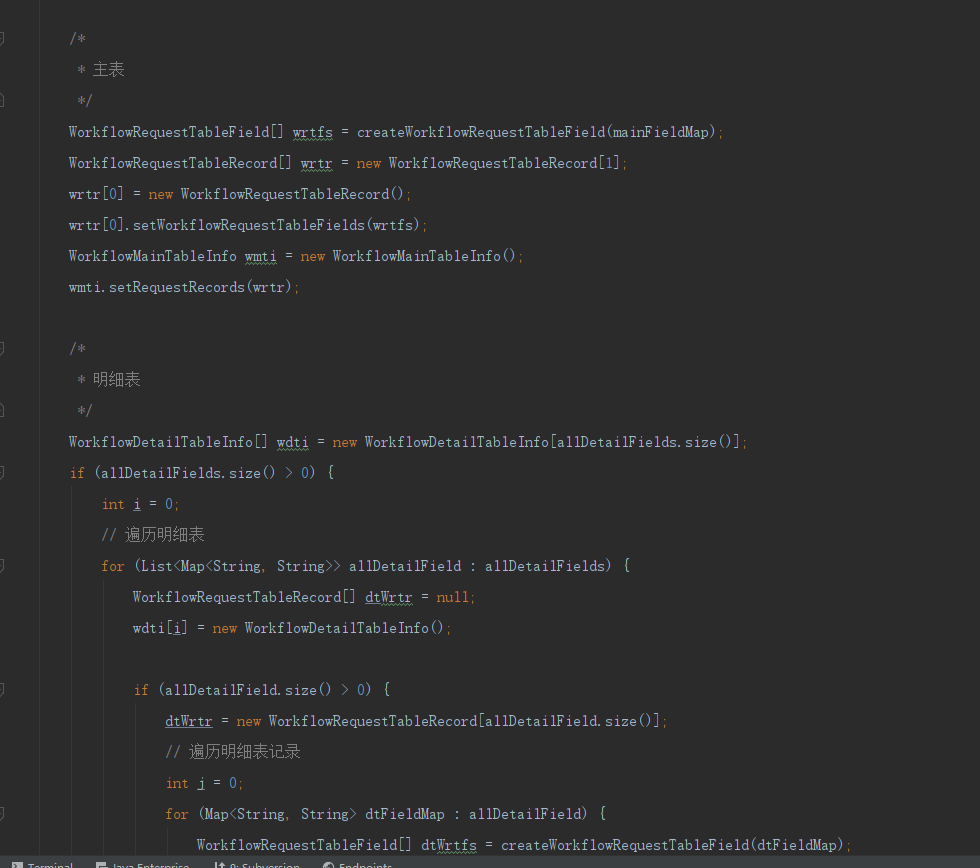 /*
* 主表
*/
WorkflowRequestTableField[] wrtfs = createWorkflowRequestTableField(mainFieldMap);
WorkflowRequestTableRecord[] wrtr = new WorkflowRequestTableRecord[1];
wrtr[0] = new WorkflowRequestTableRecord();
wrtr[0].setWorkflowRequestTableFields(wrtfs);
WorkflowMainTableInfo wmti = new WorkflowMainTableInfo();
wmti.setRequestRecords(wrtr);
/*
* 明细表
*/
WorkflowDetailTableInfo[] wdti = new WorkflowDetailTableInfo[allDetailFields.size()];
if (allDetailFields.size() > 0) {
int i = 0;
// 遍历明细表
for (List<Map<String, String>> allDetailField : allDetailFields) {
WorkflowRequestTableRecord[] dtWrtr = null;
wdti[i] = new WorkflowDetailTableInfo();
if (allDetailField.size() > 0) {
dtWrtr = new WorkflowRequestTableRecord[allDetailField.size()];
// 遍历明细表记录
int j = 0;
for (Map<String, String> dtFieldMap : allDetailField) {
WorkflowRequestTableField[] dtWrtfs = createWorkflowRequestTableField(dtFieldMap);
Terminal Java Enterprise 9: Subversion Endpoints